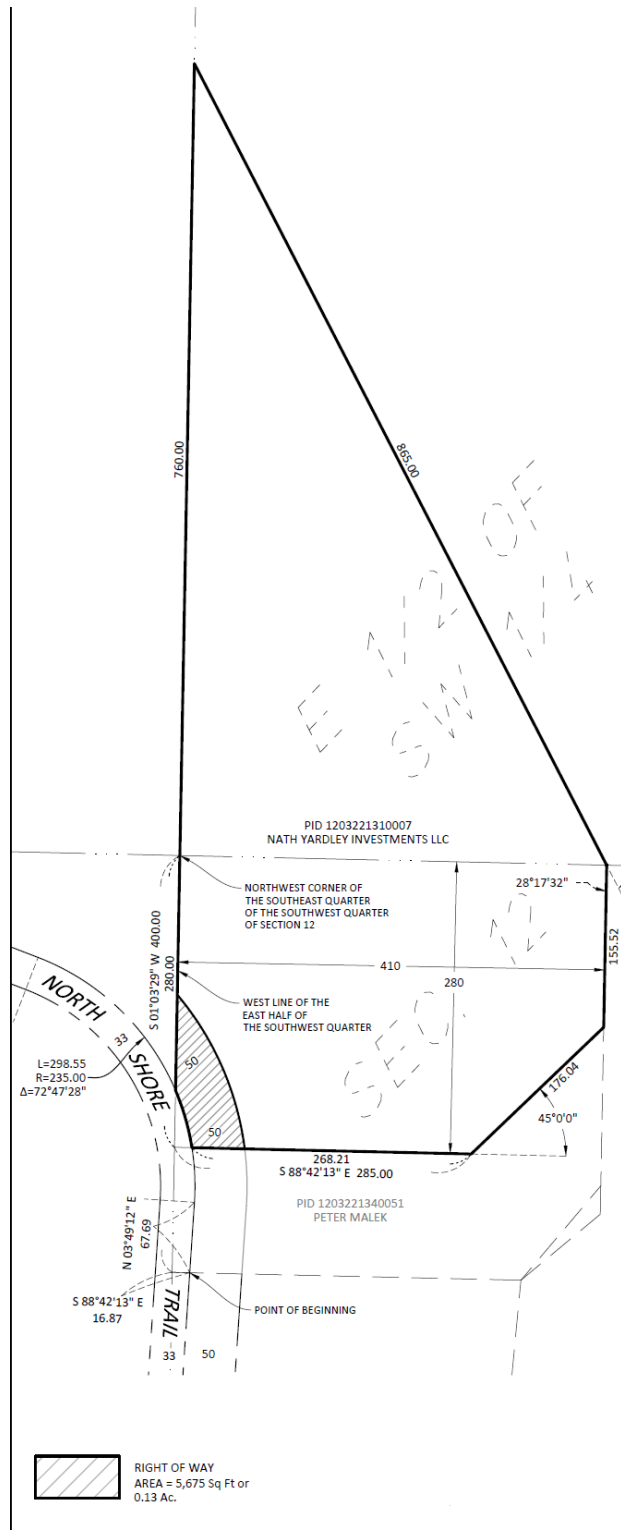 760.00
865.00
E 1/2 OF
SW 1/4
PID 1203221310007
NATH YARDLEY INVESTMENTS LLC
28°17'32"
NORTHWEST CORNER OF
THE SOUTHEAST QUARTER
OF THE SOUTHWEST QUARTER
OF SECTION 12
S 01°03'29" W 400.00
280.00
410
280
155.52
SEC. 12
WEST LINE OF THE
EAST HALF OF
THE SOUTHWEST QUARTER
NORTH
SHORE
TRAIL
33
L=298.55
R=235.00
Δ=72°47'28"
50
50
176.04
45°0'0"
268.21
S 88°42'13" E 285.00
PID 1203221340051
PETER MALEK
N 03°49'12" E
67.69
S 88°42'13" E
16.87
POINT OF BEGINNING
33
50
RIGHT OF WAY
AREA = 5,675 Sq Ft or
0.13 Ac.